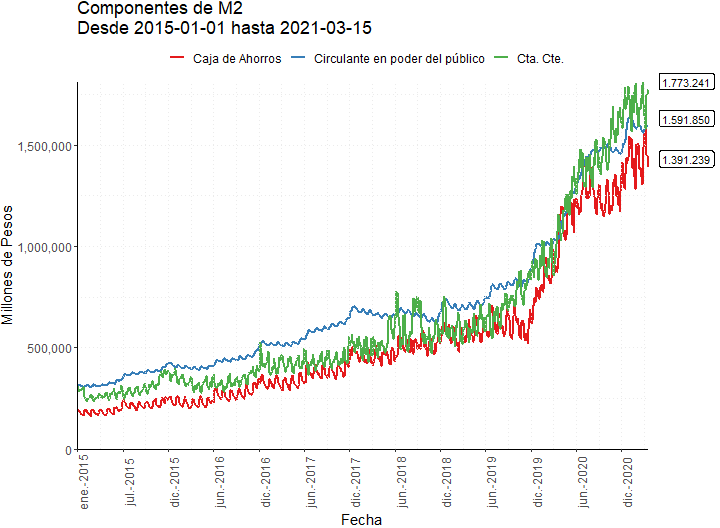 Componentes de M2
Desde 2015-01-01 hasta 2021-03-15
Caja de Ahorros Circulante en poder del público Cta. Cte.
1.773.241
1.591.850
1.391.239
1,500,000
1,000,000
500,000
0
Millones de Pesos
ene.-2015
jul.-2015
dic.-2015
jun.-2016
dic.-2016
jun.-2017
dic.-2017
jun.-2018
dic.-2018
jun.-2019
dic.-2019
jun.-2020
dic.-2020
Fecha